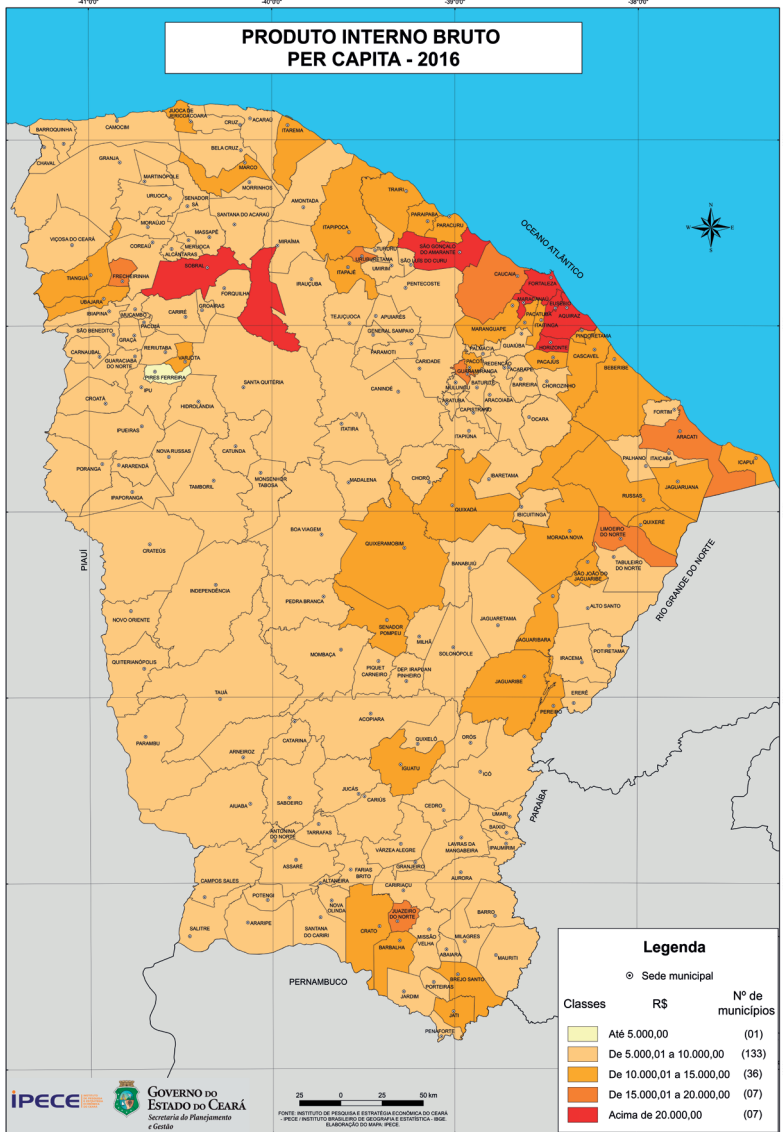 -41°00' -40°00' -39°00' -38°00'
PRODUTO INTERNO BRUTO
PER CAPITA - 2016
JIJOCA DE
JERICOACOARA
CRUZ
ACARAÚ
ITAREMA
BARROQUINHA
CAMOCIM
BELA CRUZ
CHAVAL
GRANJA
MARCO
MARTINÓPOLE
MORRINHOS
TRAIRI
N
W
E
S
URUOCA
SENADOR
SÁ
AMONTADA
PARAIPABA
PARACURU
OCEANO ATLÂNTICO
MORAÚJO
SANTANA DO ACARAÚ
ITAPIPOCA
VIÇOSA DO CEARÁ
COREAÚ
MASSAPÊ
MERUOCA
ALCÂNTARAS
MIRAÍMA
TURURU
URUBURETAMA
UMIRIM
SÃO GONÇALO
DO AMARANTE
SÃO LUIS DO CURU
SOBRAL
ITAPAJÉ
CAUCAIA
TIANGUÁ
FRECHEIRINHA
IRAUÇUBA
PENTECOSTE
FORTALEZA
UBAJARA
FORQUILHA
MARACANAÚ
EUSÉBIO
IBIAPINA
MUCAMBO
GROAÍRAS
CARIRÉ
PACUJÁ
TEJUÇUOCA
APUIARÉS
PACATUBA
AQUIRAZ
ITAITINGA
SÃO BENEDITO
GRAÇA
GENERAL SAMPAIO
MARANGUAPE
PINDORETAMA
CARNAUBAL
RERIUTABA
GUAIÚBA
HORIZONTE
GUARACIABA
DO NORTE
VARJOTA
PARAMOTI
PALMÁCIA
PACAJUS
CASCAVEL
PIRES FERREIRA
CARIDADE
PACOTI
REDENÇÃO
ACARAPE
BEBERIBE
GUARAMIRANGA
IPU
SANTA QUITÉRIA
CANINDÉ
MULUNGU
BATURITÉ
BARREIRA
CHOROZINHO
CROATÁ
HIDROLÂNDIA
ARATUBA
ARACOIABA
CAPISTRANO
OCARA
FORTIM
IPUEIRAS
ITATIRA
ITAPIÚNA
ARACATI
NOVA RUSSAS
CATUNDA
PALHANO
ITAIÇABA
ICAPUÍ
PORANGA
ARARENDÁ
MONSENHOR
TABOSA
MADALENA
CHORÓ
IBARETAMA
JAGUARUANA
IPAPORANGA
TAMBORIL
RUSSAS
QUIXADÁ
IBICUITINGA
BOA VIAGEM
MORADA NOVA
LIMOEIRO
DO NORTE
QUIXERÉ
CRATEÚS
QUIXERAMOBIM
PIAUÍ
BANABUIÚ
SÃO JOÃO DO
JAGUARIBE
TABULEIRO
DO NORTE
INDEPENDÊNCIA
PEDRA BRANCA
ALTO SANTO
RIO GRANDE DO NORTE
NOVO ORIENTE
SENADOR
POMPEU
JAGUARETAMA
MILHÃ
JAGUARIBARA
POTIRETAMA
MOMBAÇA
SOLONÓPOLE
QUITERIANÓPOLIS
PIQUET
CARNEIRO
DEP. IRAPUAN
PINHEIRO
IRACEMA
JAGUARIBE
TAUÁ
ERERÊ
PEREIRO
ACOPIARA
CATARINA
PARAMBU
QUIXELÔ
ORÓS
ARNEIROZ
IGUATU
ICÓ
JUCÁS
PARAÍBA
AIUABA
SABOEIRO
CARIÚS
CEDRO
UMARI
BAIXIO
ANTONINA
DO NORTE
TARRAFAS
LAVRAS DA
MANGABEIRA
IPAUMIRIM
VÁRZEA ALEGRE
ASSARÉ
GRANJEIRO
CAMPOS SALES
ALTANEIRA
FARIAS
BRITO
CARIRIAÇU
AURORA
POTENGI
NOVA
OLINDA
JUAZEIRO
DO NORTE
BARRO
SALITRE
ARARIPE
SANTANA
DO CARIRI
CRATO
MISSÃO
VELHA
MILAGRES
BARBALHA
ABAIARA
MAURITI
PERNAMBUCO
BREJO SANTO
PORTEIRAS
JARDIM
JATI
PENAFORTE
Legenda
Sede municipal
Classes R$ Nº de
municípios
Até 5.000,00 (01)
De 5.000,01 a 10.000,00 (133)
De 10.000,01 a 15.000,00 (36)
De 15.000,01 a 20.000,00 (07)
Acima de 20.000,00 (07)
IPECE
GOVERNO DO
ESTADO DO CEARÁ
Secretaria do Planejamento
e Gestão
25 0 25 50 km
FONTE: INSTITUTO DE PESQUISA E ESTRATÉGIA ECONÔMICA DO CEARÁ
- IPECE / INSTITUTO BRASILEIRO DE GEOGRAFIA E ESTATÍSTICA - IBGE.
ELABORAÇÃO DO MAPA: IPECE.